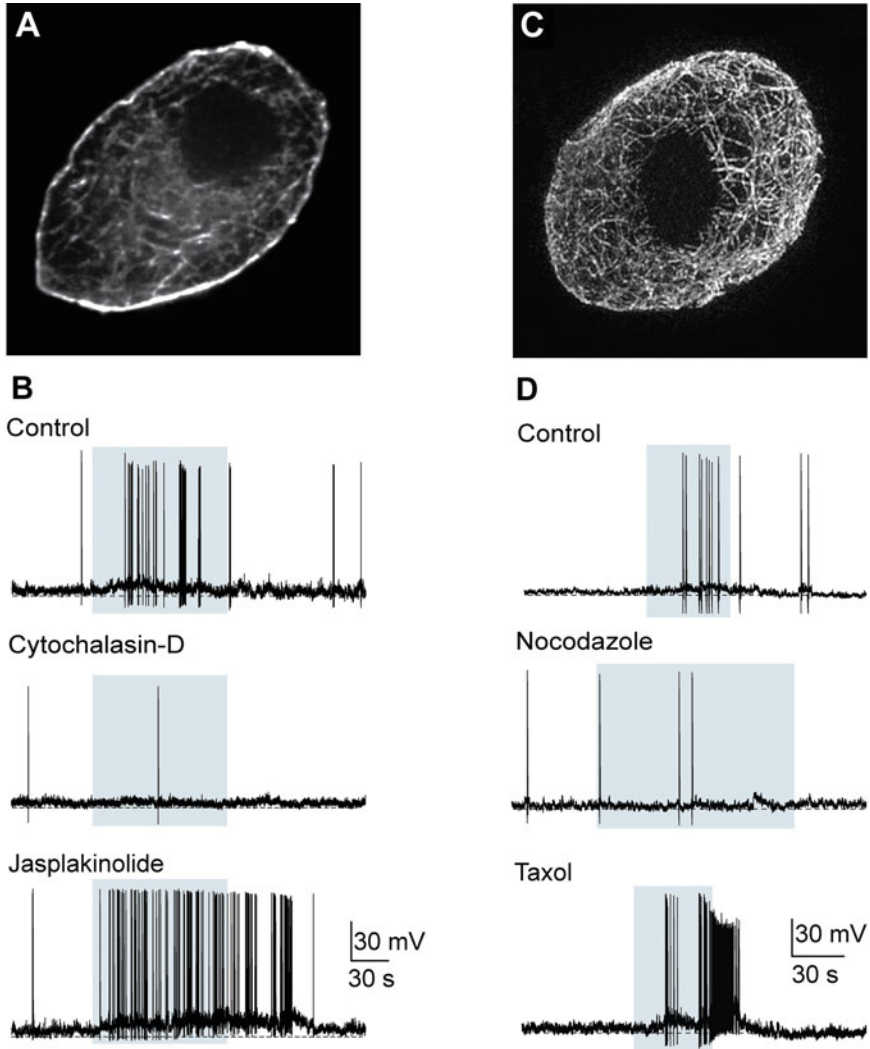 A
B
Control
Cytochalasin-D
Jasplakinolide
30 mV
30 s
C
D
Control
Nocodazole
Taxol
30 mV
30 s